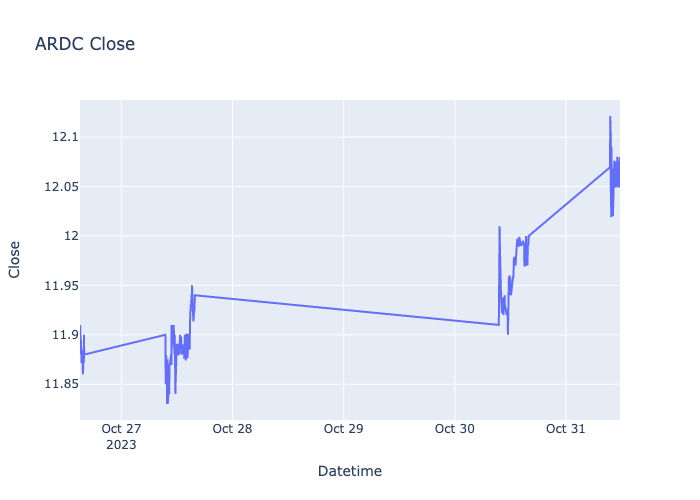 ARDC Close
12.1
12.05
12
11.95
11.9
11.85
Close
Oct 27
2023
Oct 28
Oct 29
Oct 30
Oct 31
Datetime